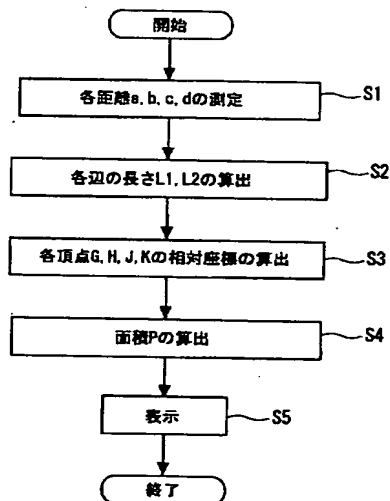 開始
各距離a,b,c,dの測定
S1
各辺の長さL1,L2の算出
S2
各頂点G,H,J,Kの相対座標の算出
S3
面積Pの算出
S4
表示
S5
終了